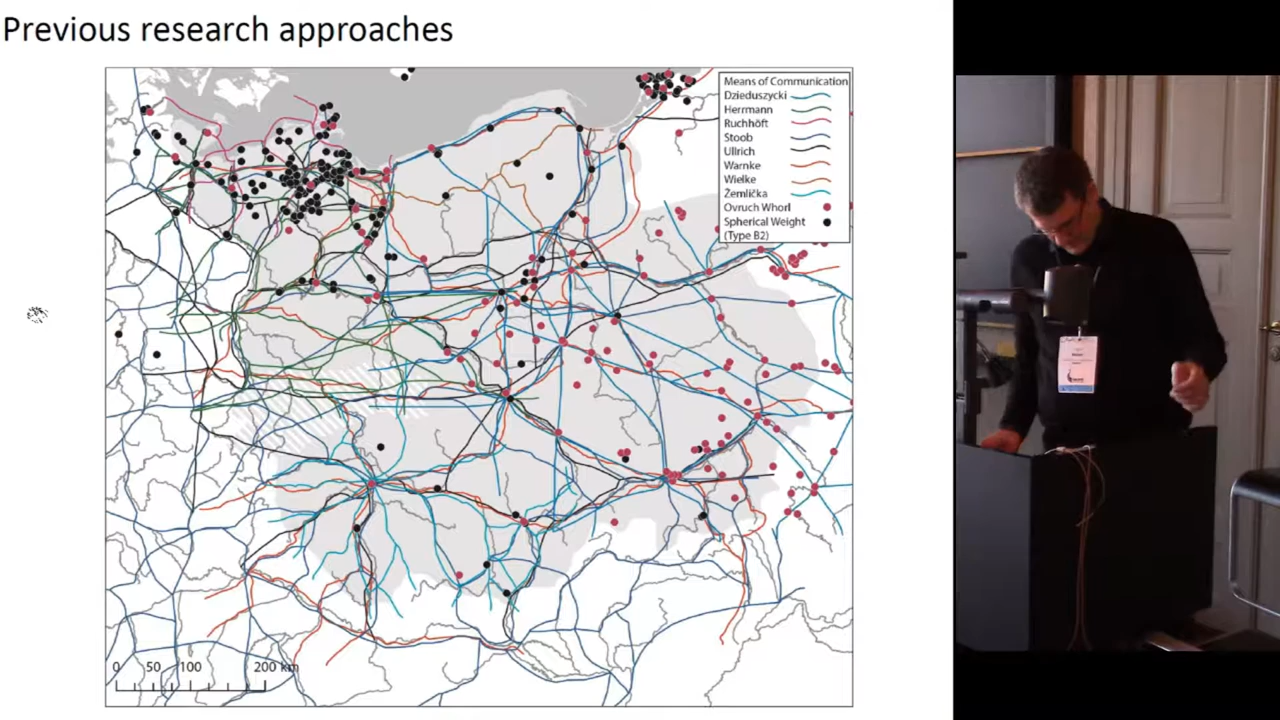 Previous research approaches
Means of Communication
Dzieduszycki
Herrmann
Ruchhöft
Stoob
Ullrich
Warnke
Wielke
Žemlička
Ovruch Whorl
Spherical Weight
(Type B2)
0 50 100 200 km